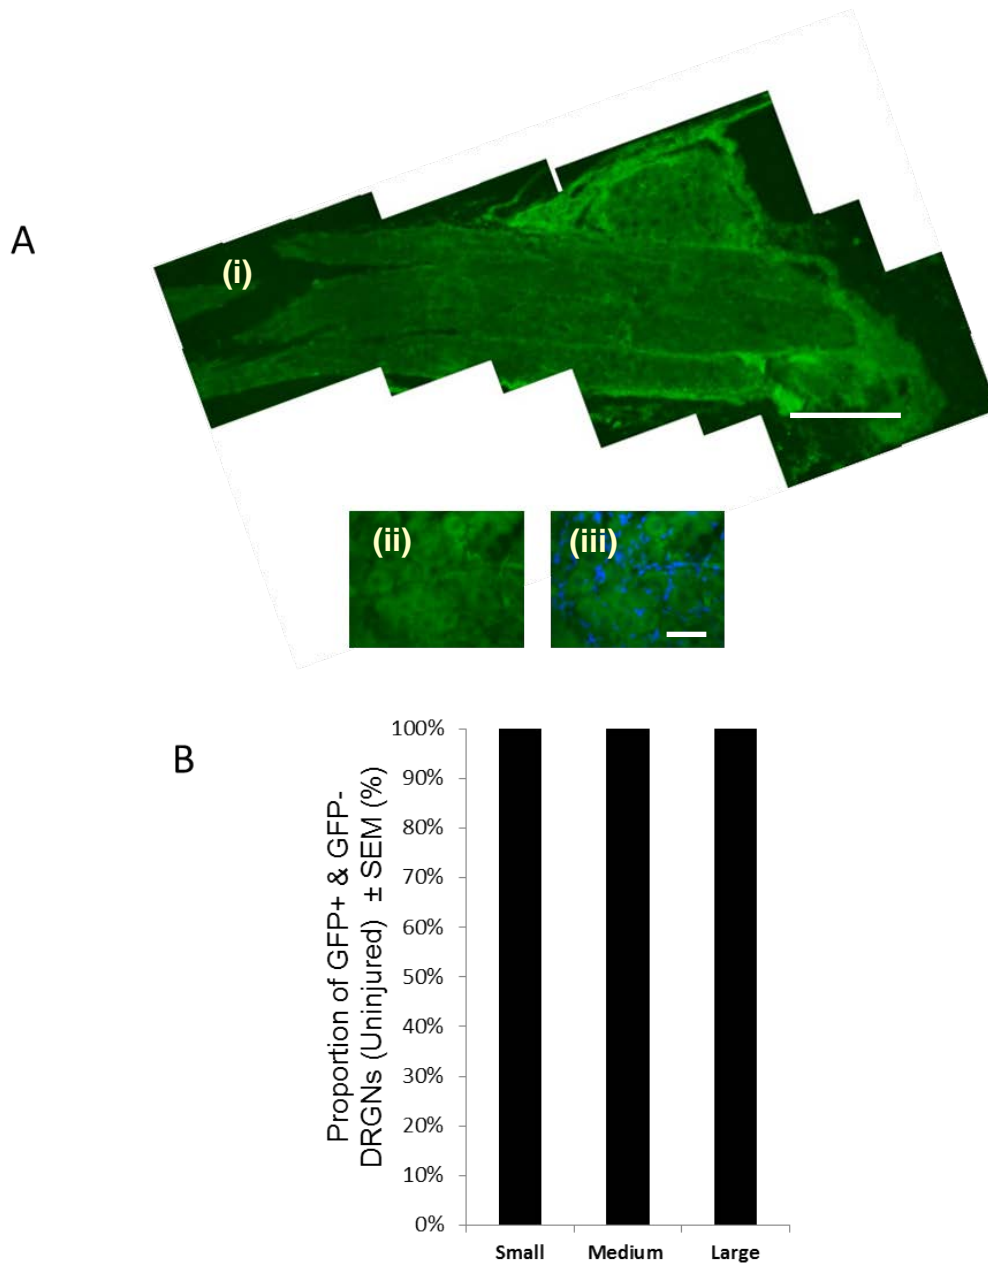 A
(i)
(ii)
(iii)
B
Proportion of GFP+ & GFP-
DRGNs (Uninjured) ± SEM (%)
100%
90%
80%
70%
60%
50%
40%
30%
20%
10%
0%
Small Medium Large